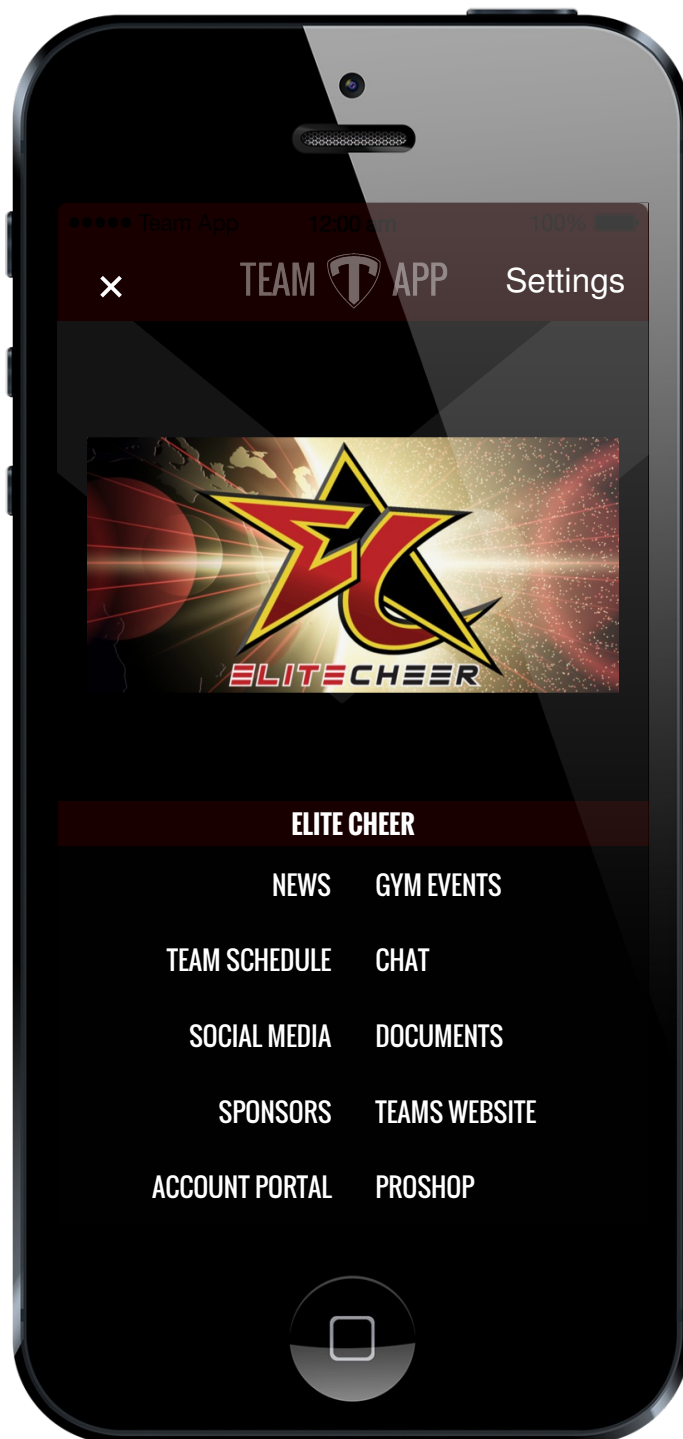 Team App 12:00 am 100%
× TEAM T APP Settings
EC
ELITECHEER
ELITE CHEER
NEWS GYM EVENTS
TEAM SCHEDULE CHAT
SOCIAL MEDIA DOCUMENTS
SPONSORS TEAMS WEBSITE
ACCOUNT PORTAL PROSHOP